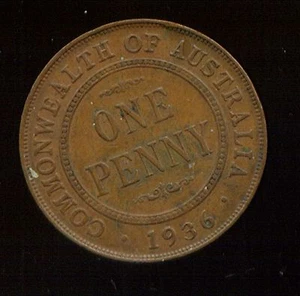 COMMONWEALTH OF AUSTRALIA
ONE
PENNY
· 1936 ·